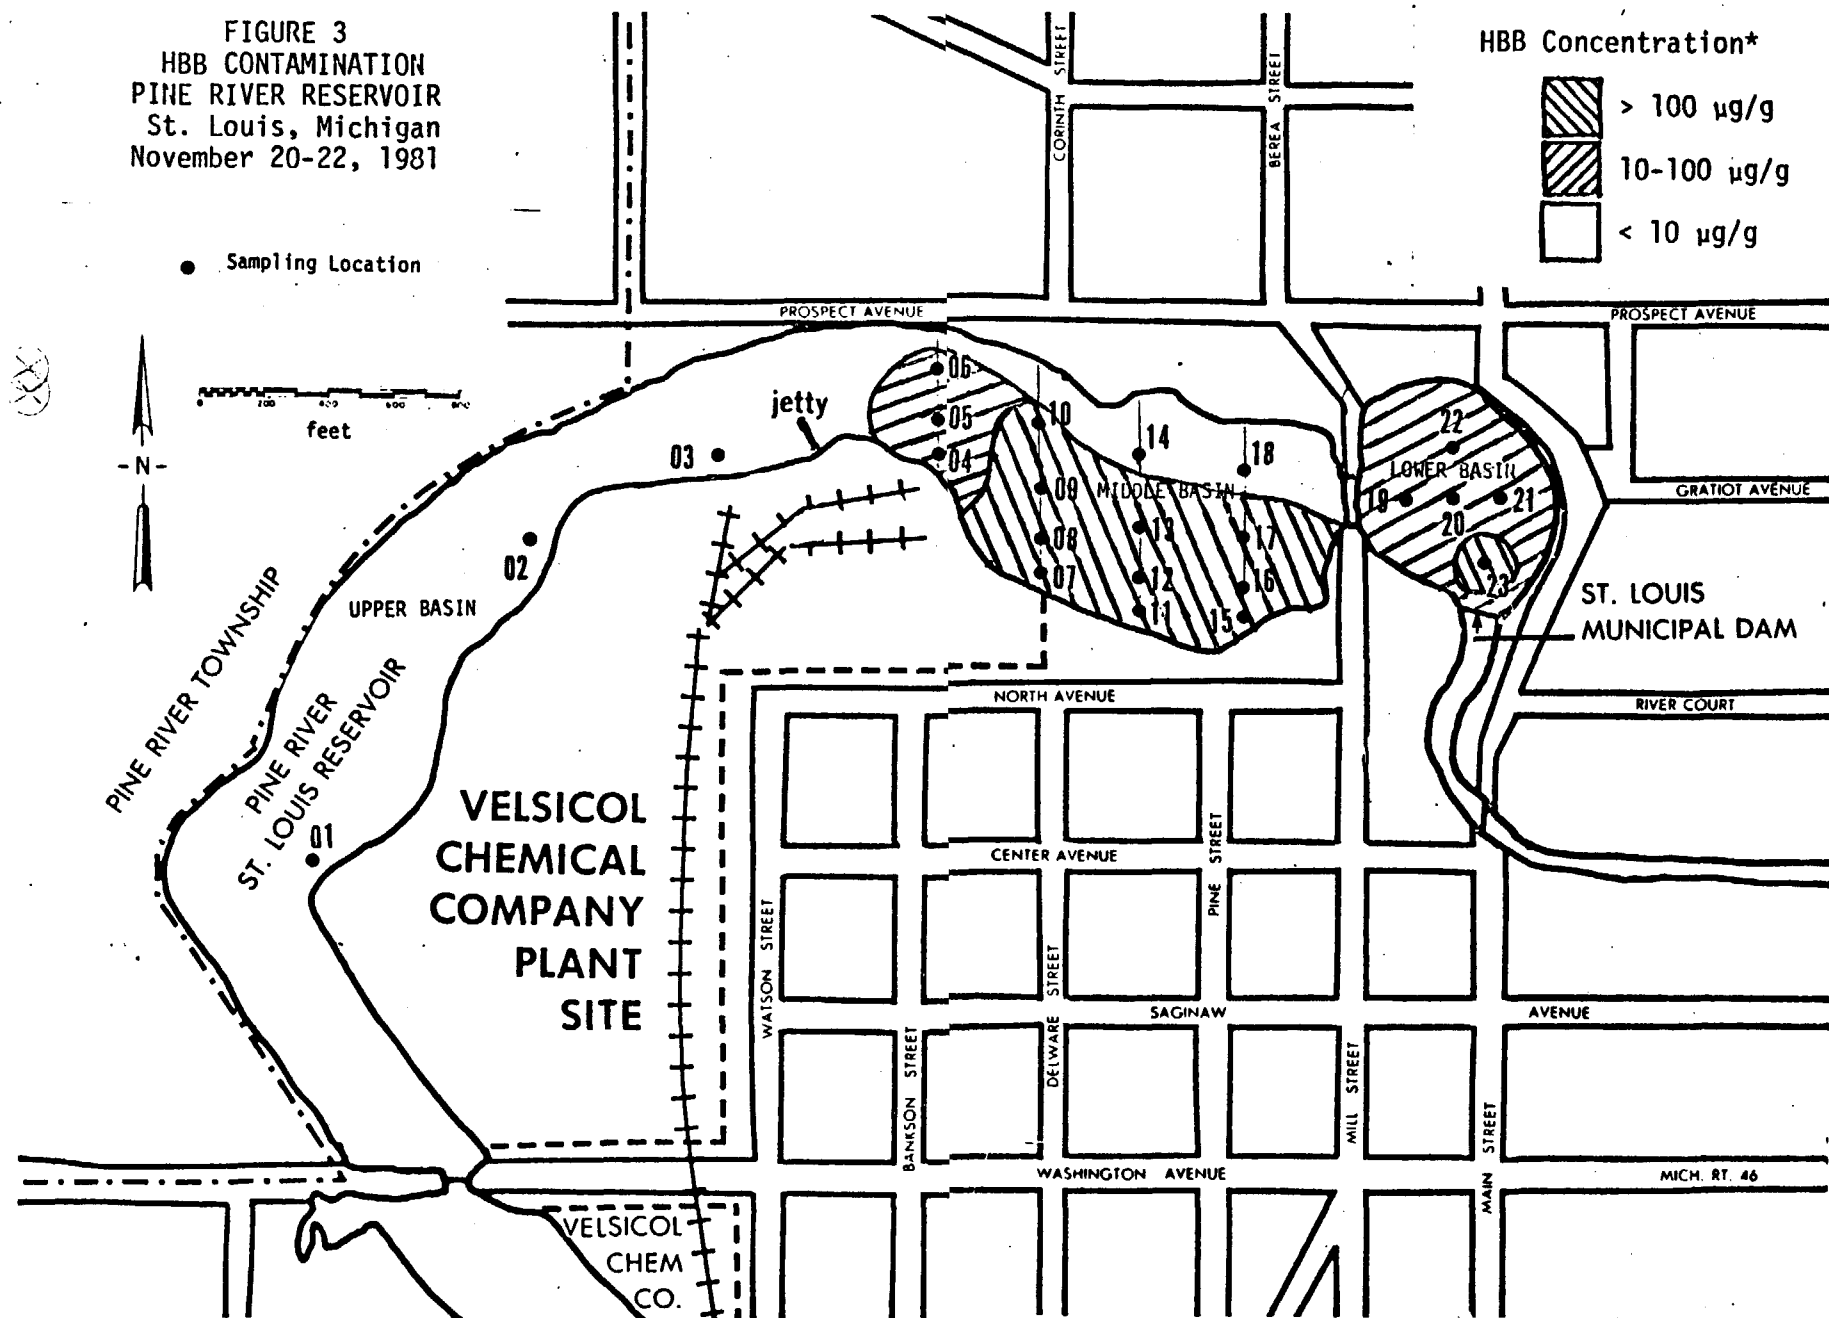 FIGURE 3
HBB CONTAMINATION
PINE RIVER RESERVOIR
St. Louis, Michigan
November 20-22, 1981
Sampling Location
HBB Concentration*
> 100 µg/g
10-100 µg/g
< 10 µg/g
CORINTH STREET
BEREA STREET
PROSPECT AVENUE
PROSPECT AVENUE
0 200 400 600 800
feet
-N-
jetty
06
05
04
03
02
01
10
09
08
07
14
13
12
11
18
17
16
15
MIDDLE BASIN
22
LOWER BASIN
19
20
21
23
GRATIOT AVENUE
ST. LOUIS
MUNICIPAL DAM
UPPER BASIN
PINE RIVER TOWNSHIP
PINE RIVER
ST. LOUIS RESERVOIR
NORTH AVENUE
RIVER COURT
VELSICOL
CHEMICAL
COMPANY
PLANT
SITE
CENTER AVENUE
PINE STREET
WATSON STREET
BANKSON STREET
DELWARE STREET
SAGINAW AVENUE
MILL STREET
MAIN STREET
WASHINGTON AVENUE
MICH. RT. 46
VELSICOL
CHEM
CO.